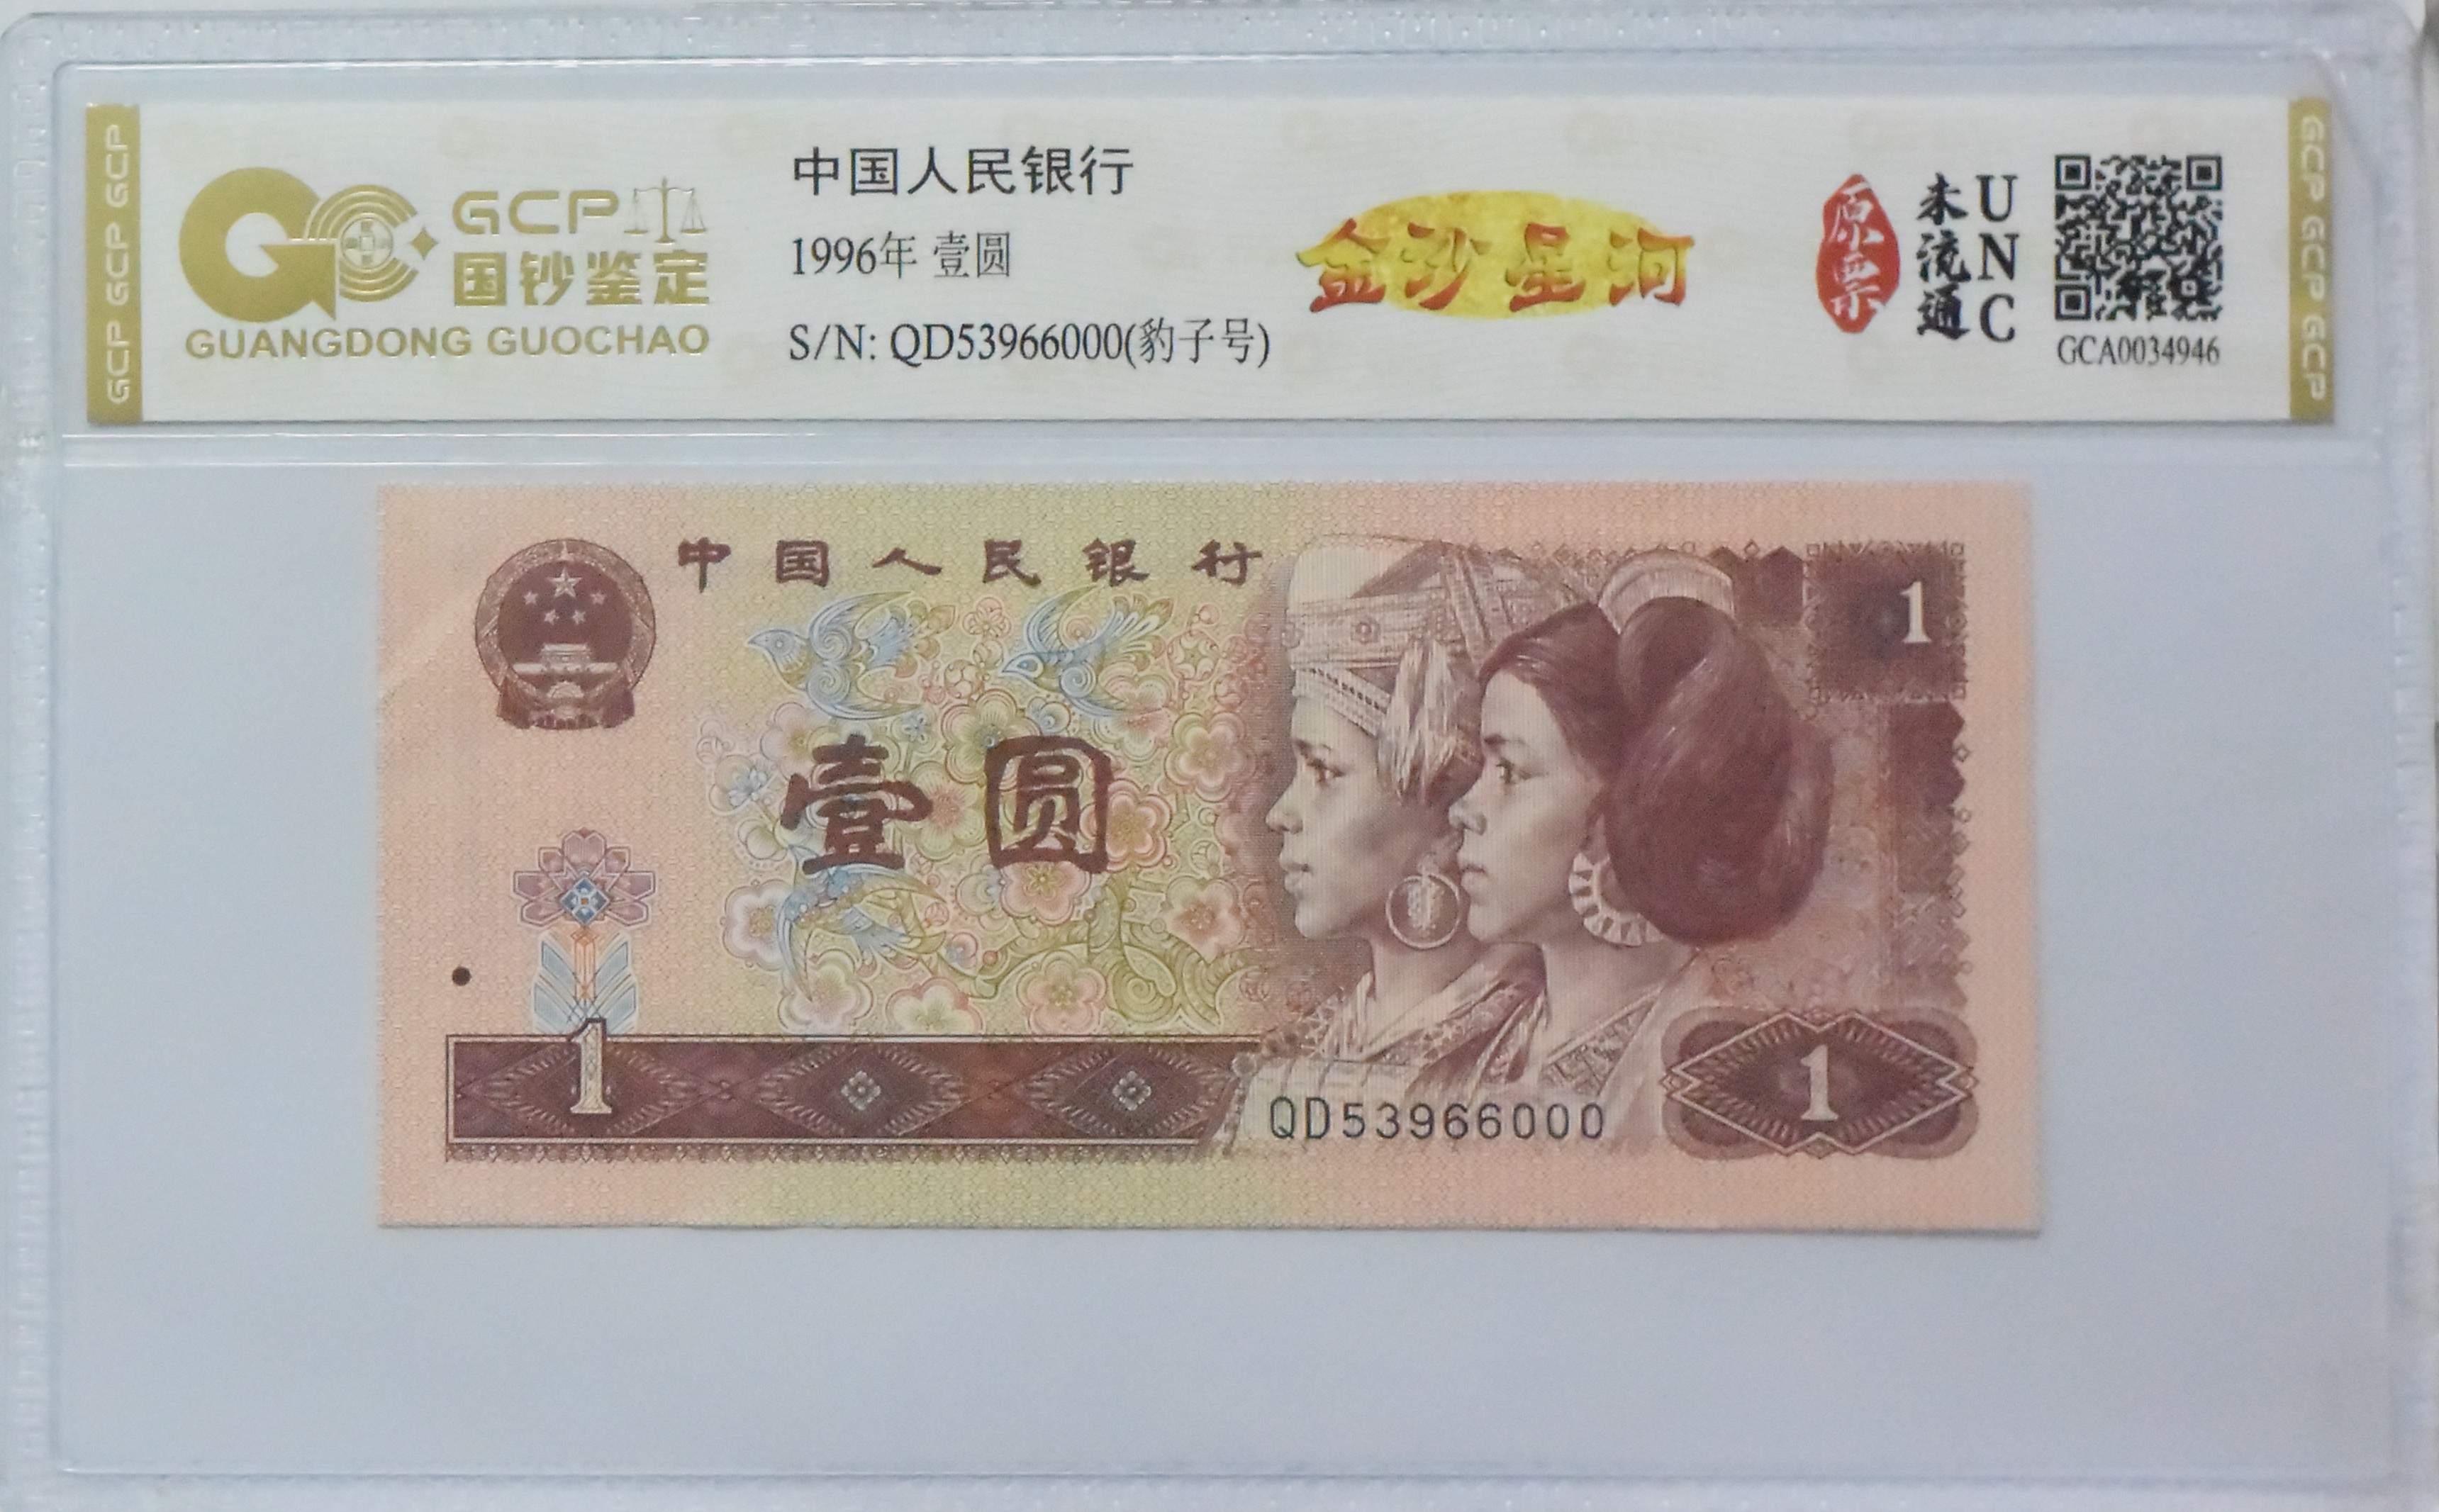 GCP GCP GCP
GCP
国钞鉴定
GUANGDONG GUOCHAO
中国人民银行
1996年 壹圆
S/N: QD53966000(豹子号)
金沙星河
原票
未流通
UNC
GCA0034946
GCP GCP GCP
中国人民银行
1
壹圆
1
QD53966000
1